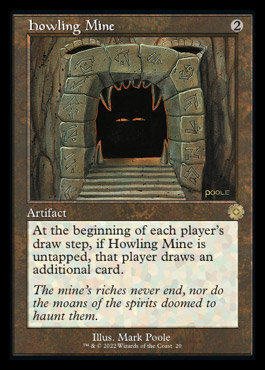 Howling Mine 2
POOLE
Artifact
At the beginning of each player's
draw step, if Howling Mine is
untapped, that player draws an
additional card.
The mine's riches never end, nor do
the moans of the spirits doomed to
haunt them.
Illus. Mark Poole
™ & © 2022 Wizards of the Coast 20